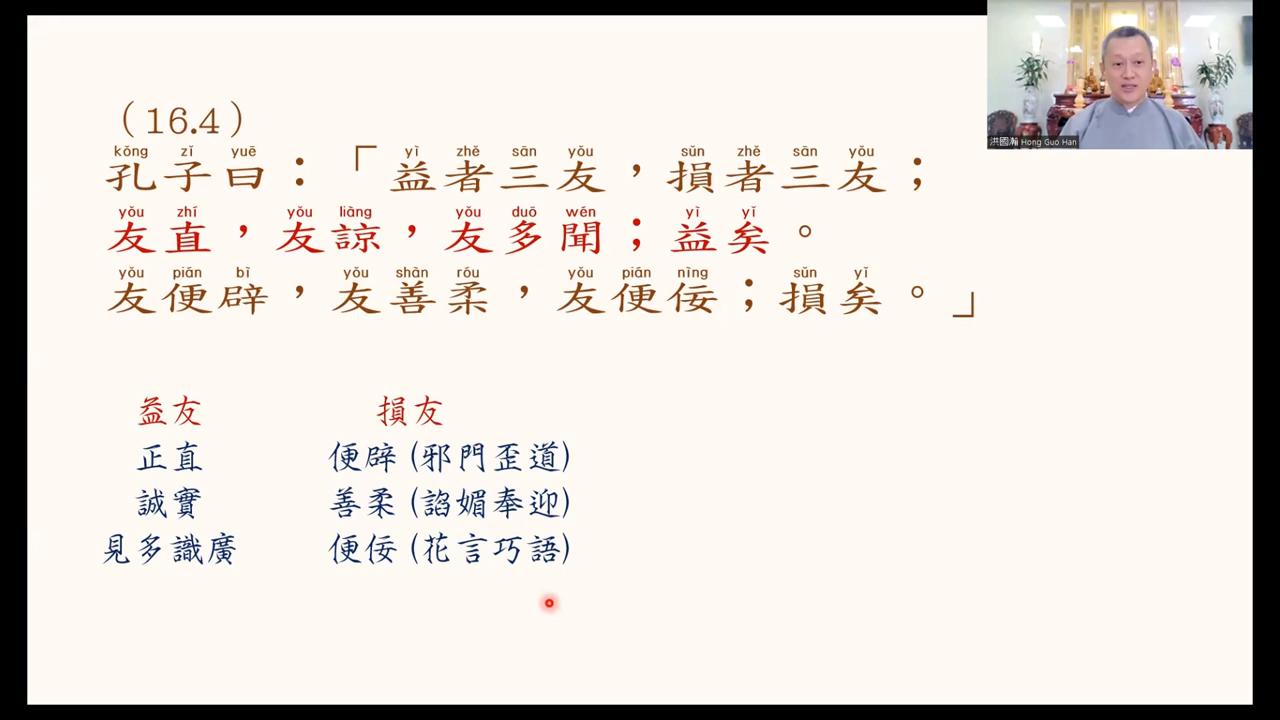 （16.4）
kǒng zǐ yuē yì zhě sān yǒu sǔn zhě sān yǒu
孔子曰：「益者三友，損者三友；
yǒu zhí yǒu liàng yǒu duō wén yì yǐ
友直，友諒，友多聞；益矣。
yǒu pián bì yǒu shàn róu yǒu pián nìng sǔn yǐ
友便辟，友善柔，友便佞；損矣。」
益友 損友
正直 便辟 (邪門歪道)
誠實 善柔 (諂媚奉迎)
見多識廣 便佞 (花言巧語)
洪國瀚 Hong Guo Han